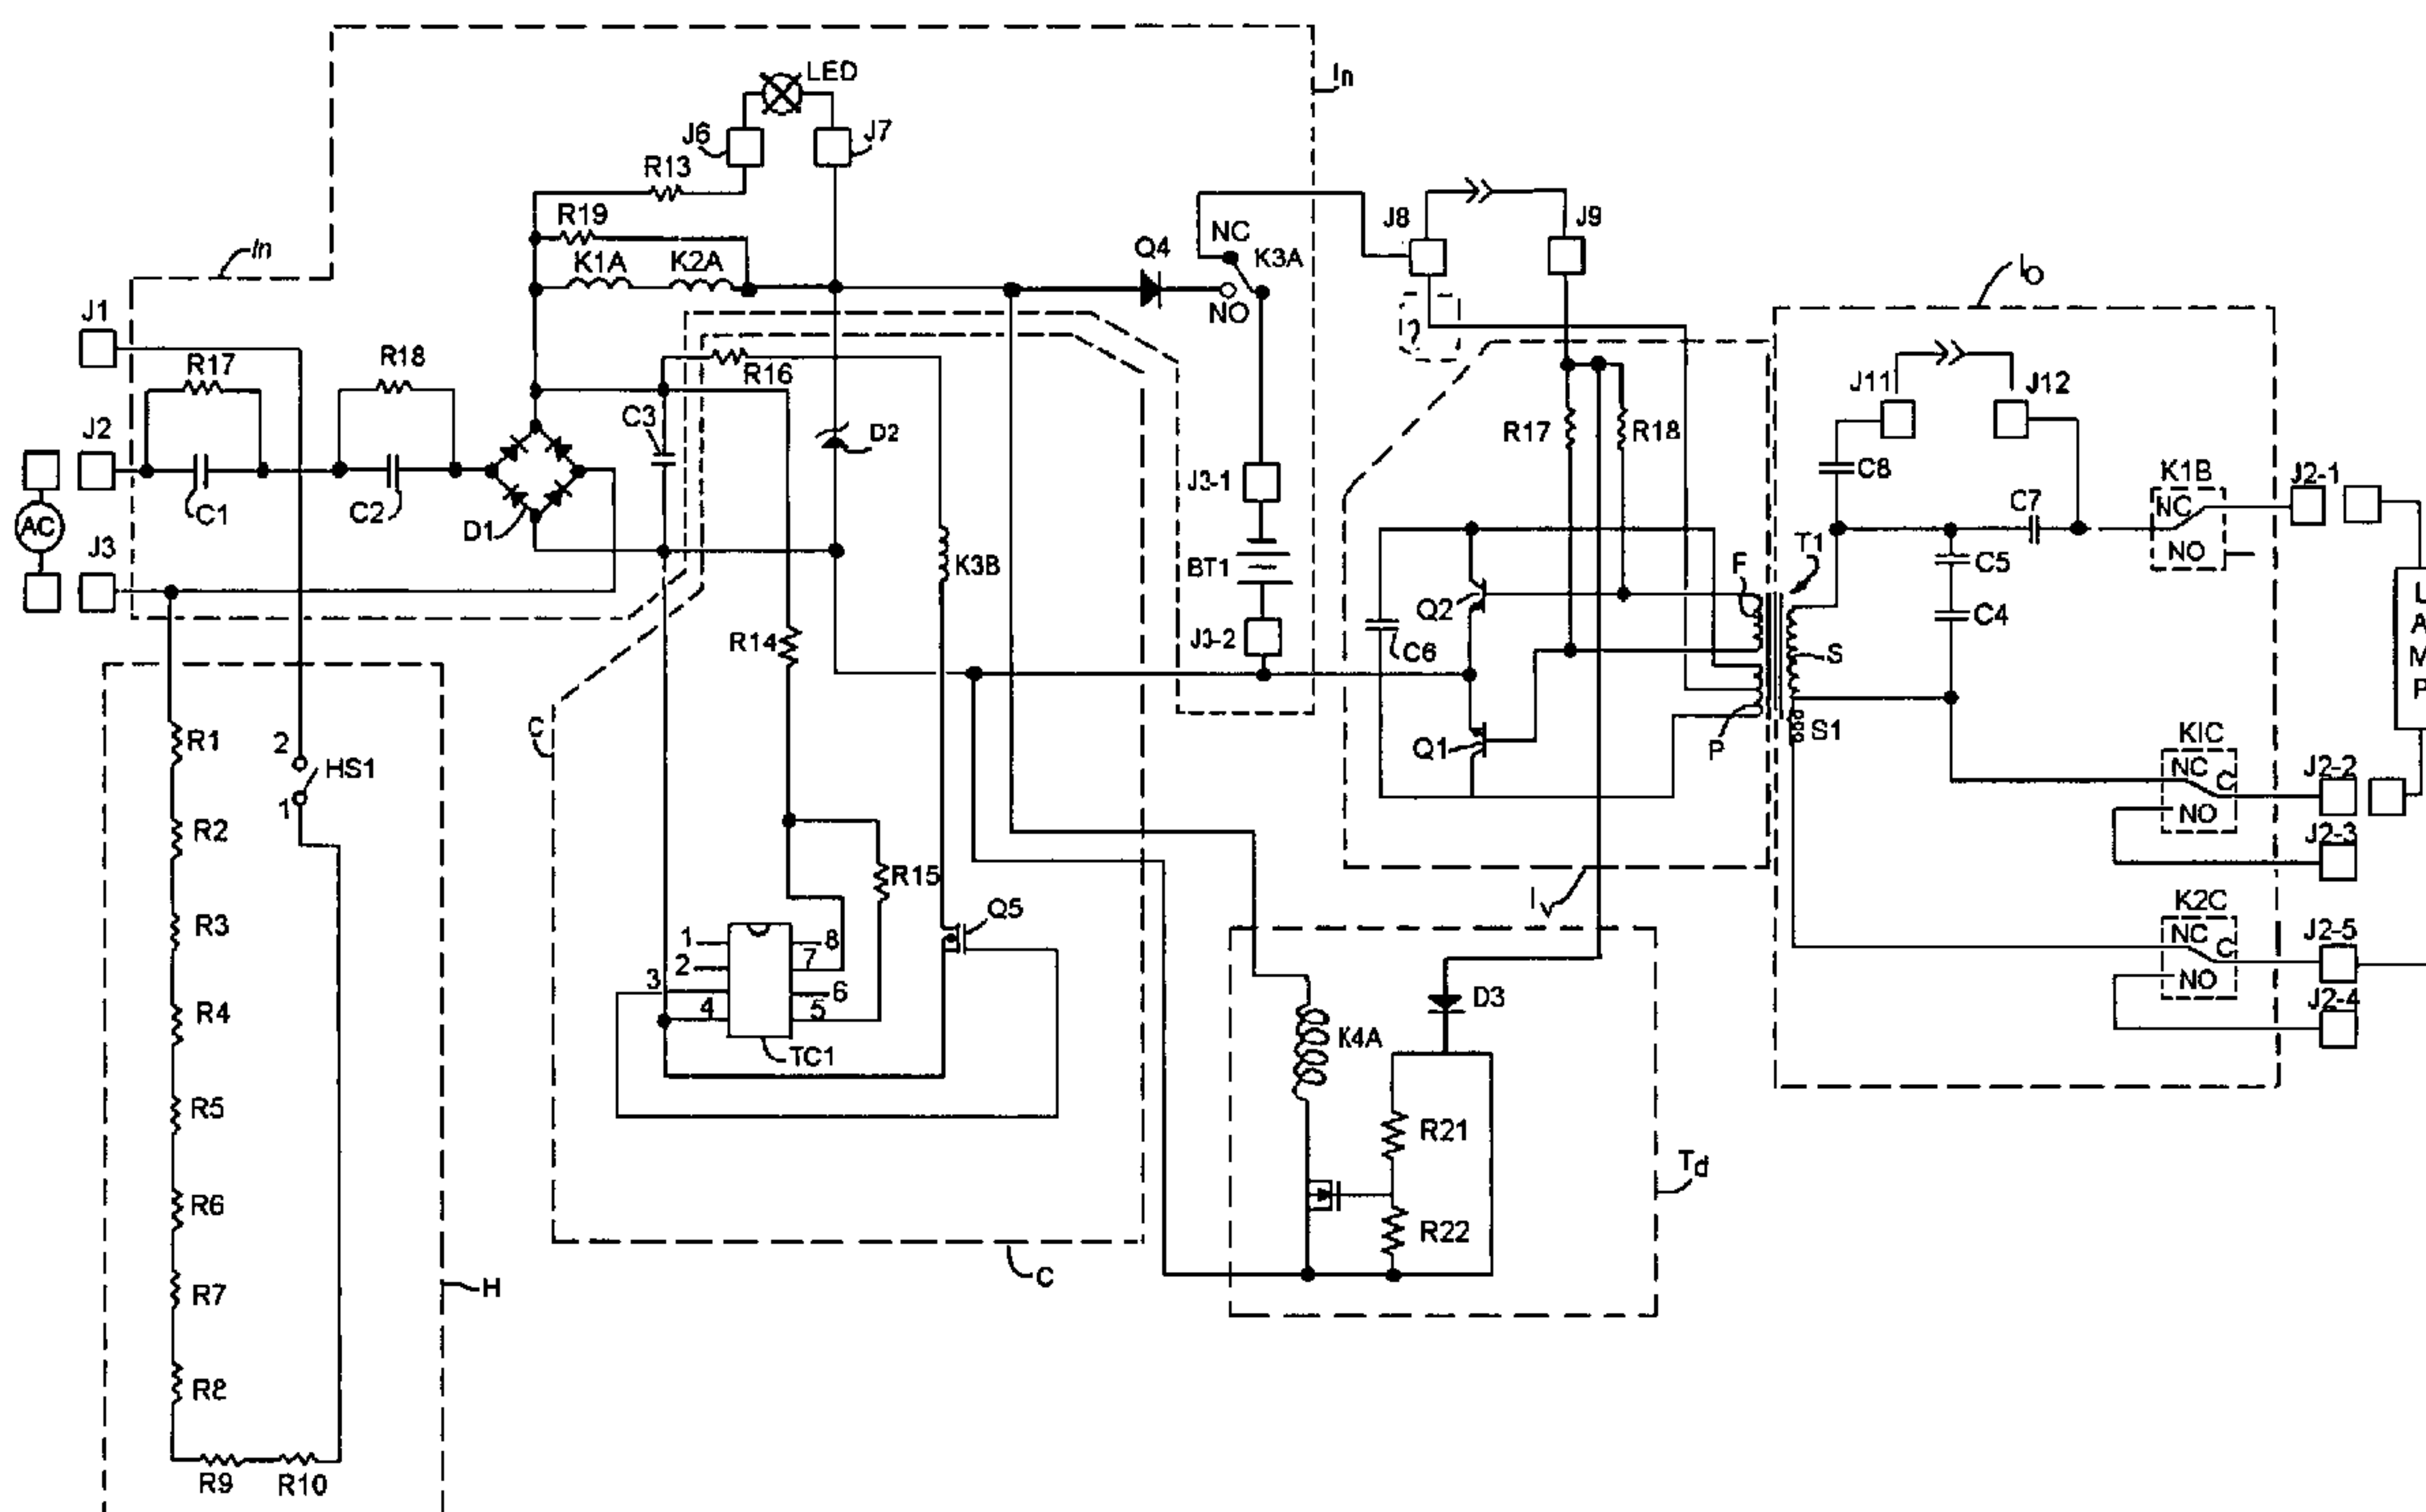 LED
In
J6
J7
R13
R19
K1A
K2A
In
NC
K3A
Q4
NO
J8
J9
IO
J1
R17
R18
R16
J2
C3
D2
C1
C2
D1
J3
AC
J3-1
BT1
J3-2
K3B
R14
R17
R18
J11
J12
C8
C7
K1B
NC
NO
J2-1
T1
F
C5
C4
Q2
C6
S
Q1
P
S1
LAMP
K1C
NC
C
NO
J2-2
J2-3
K2C
NC
C
NO
J2-5
J2-4
C
R1
2
HS1
1
R2
R3
R4
R5
R6
R7
R8
R9
R10
H
R15
Q5
1
2
3
4
8
7
6
5
TC1
C
IV
D3
K4A
R21
R22
Td